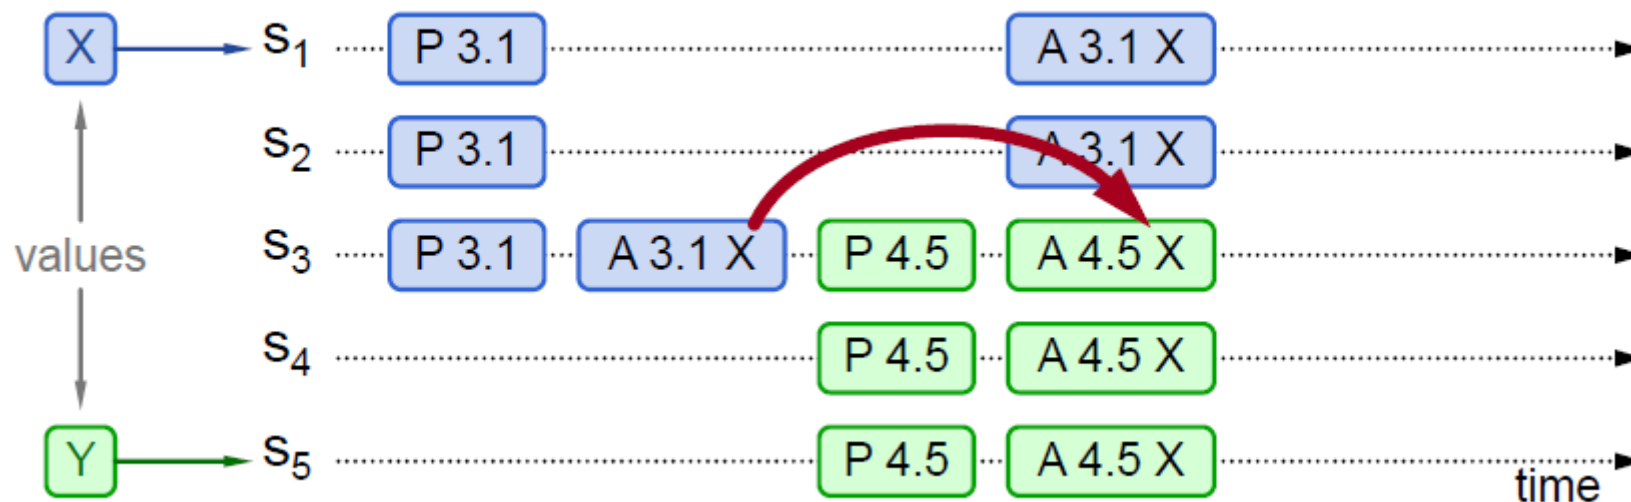 X S1 P 3.1 A 3.1 X
S2 P 3.1 A 3.1 X
values S3 P 3.1 A 3.1 X P 4.5 A 4.5 X
S4 P 4.5 A 4.5 X
Y S5 P 4.5 A 4.5 X
time